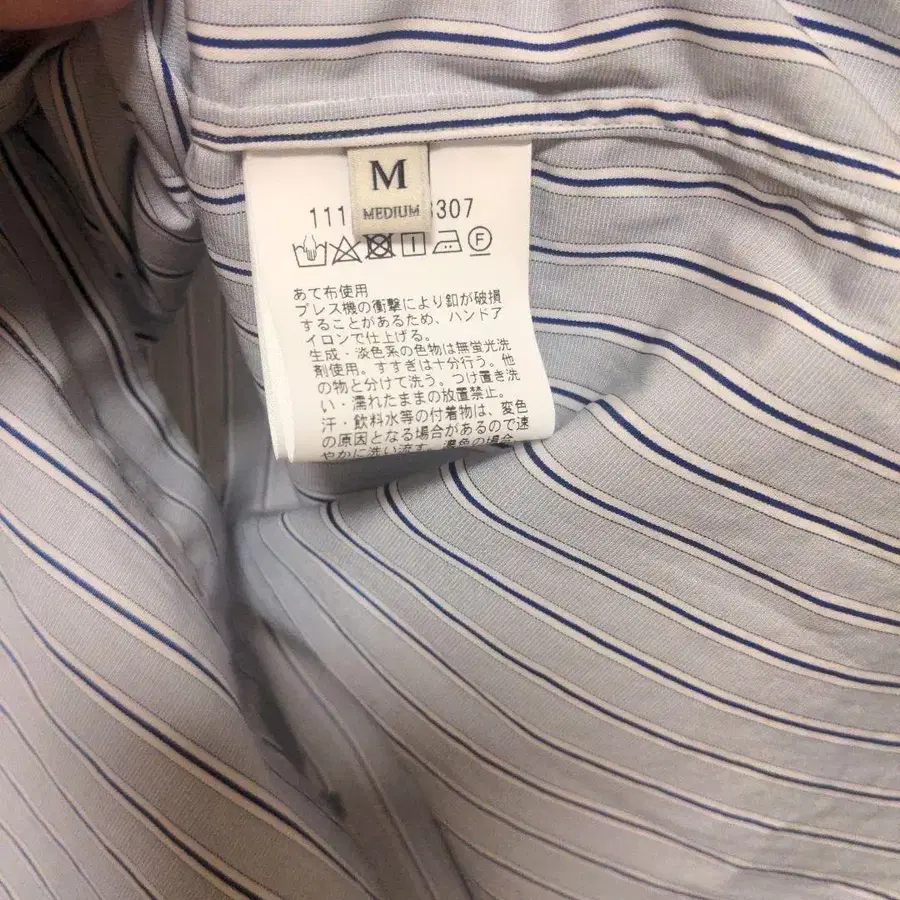 M
MEDIUM
111 307
F
あて布使用
プレス機の衝撃により釦が破損
することがあるため、ハンドア
イロンで仕上げる。
生成・淡色系の色物は無蛍光洗
剤使用。すすぎは十分行う。他
の物と分けて洗う。つけ置き洗
い・濡れたままの放置禁止。
汗・飲料水等の付着物は、変色
の原因となる場合があるので速
やかに洗い流す。濃色の場合